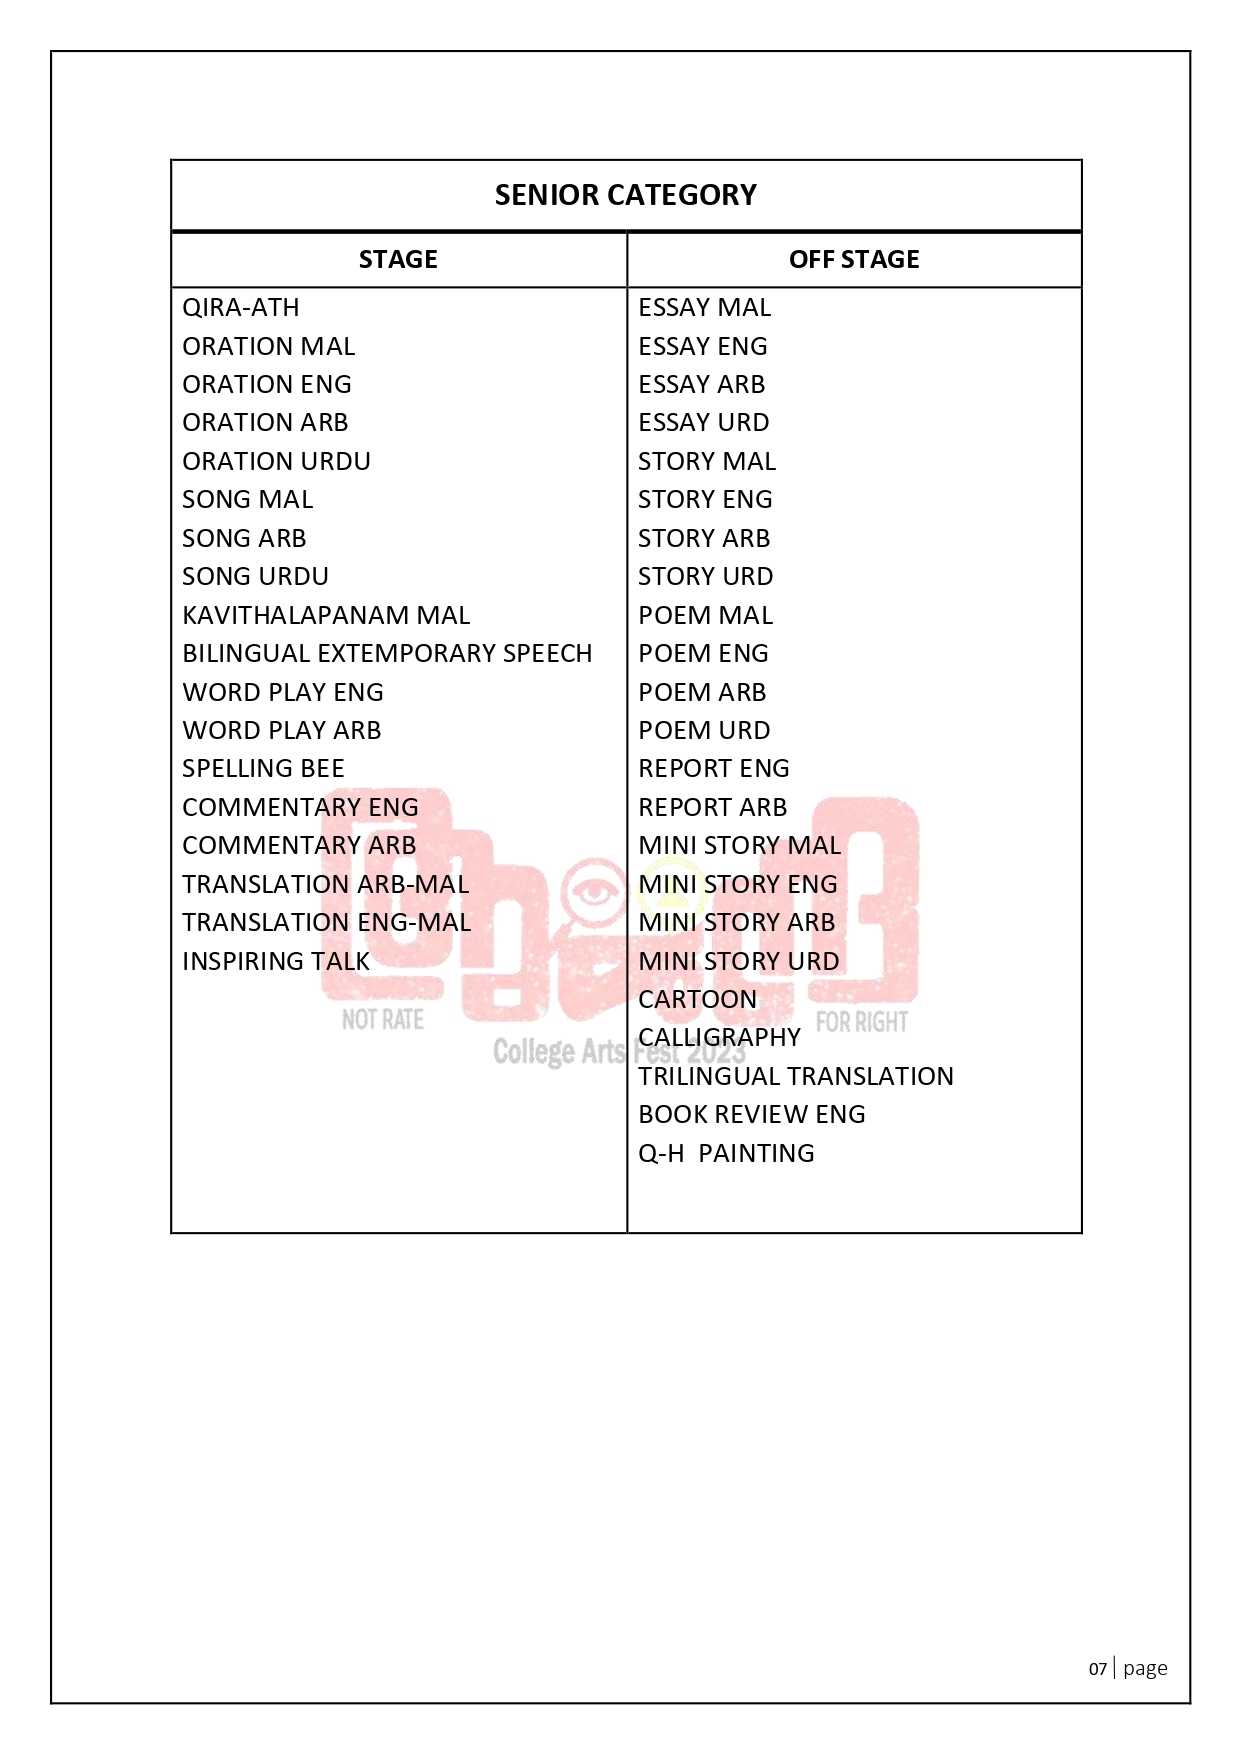 SENIOR CATEGORY
STAGE
OFF STAGE
QIRA-ATH
ORATION MAL
ORATION ENG
ORATION ARB
ORATION URDU
SONG MAL
SONG ARB
SONG URDU
KAVITHALAPANAM MAL
BILINGUAL EXTEMPORARY SPEECH
WORD PLAY ENG
WORD PLAY ARB
SPELLING BEE
COMMENTARY ENG
COMMENTARY ARB
TRANSLATION ARB-MAL
TRANSLATION ENG-MAL
INSPIRING TALK
ESSAY MAL
ESSAY ENG
ESSAY ARB
ESSAY URD
STORY MAL
STORY ENG
STORY ARB
STORY URD
POEM MAL
POEM ENG
POEM ARB
POEM URD
REPORT ENG
REPORT ARB
MINI STORY MAL
MINI STORY ENG
MINI STORY ARB
MINI STORY URD
CARTOON
CALLIGRAPHY
TRILINGUAL TRANSLATION
BOOK REVIEW ENG
Q-H  PAINTING
NOT RATE
FOR RIGHT
College Arts Fest 2023
07 | page